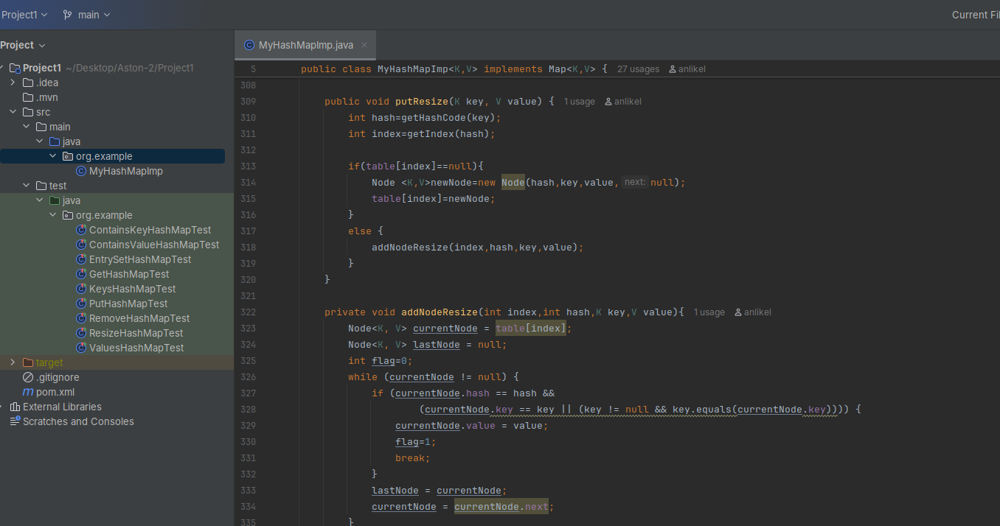 Project1
main
Current Fi
Project
MyHashMapImp.java
Project1 ~/Desktop/Aston-2/Project1
.idea
.mvn
src
main
java
org.example
MyHashMapImp
test
java
org.example
ContainsKeyHashMapTest
ContainsValueHashMapTest
EntrySetHashMapTest
GetHashMapTest
KeysHashMapTest
PutHashMapTest
RemoveHashMapTest
ResizeHashMapTest
ValuesHashMapTest
target
.gitignore
pom.xml
External Libraries
Scratches and Consoles
5 public class MyHashMapImp<K,V> implements Map<K,V> { 27 usages anlikel
308
309 public void putResize(K key, V value) { 1 usage anlikel
310 int hash=getHashCode(key);
311 int index=getIndex(hash);
312
313 if(table[index]==null){
314 Node <K,V>newNode=new Node(hash,key,value, next: null);
315 table[index]=newNode;
316 }
317 else {
318 addNodeResize(index,hash,key,value);
319 }
320 }
321
322 private void addNodeResize(int index,int hash,K key,V value){ 1 usage anlikel
323 Node<K, V> currentNode = table[index];
324 Node<K, V> lastNode = null;
325 int flag=0;
326 while (currentNode != null) {
327 if (currentNode.hash == hash &&
328 (currentNode.key == key || (key != null && key.equals(currentNode.key)))) {
329 currentNode.value = value;
330 flag=1;
331 break;
332 }
333 lastNode = currentNode;
334 currentNode = currentNode.next;
335 }